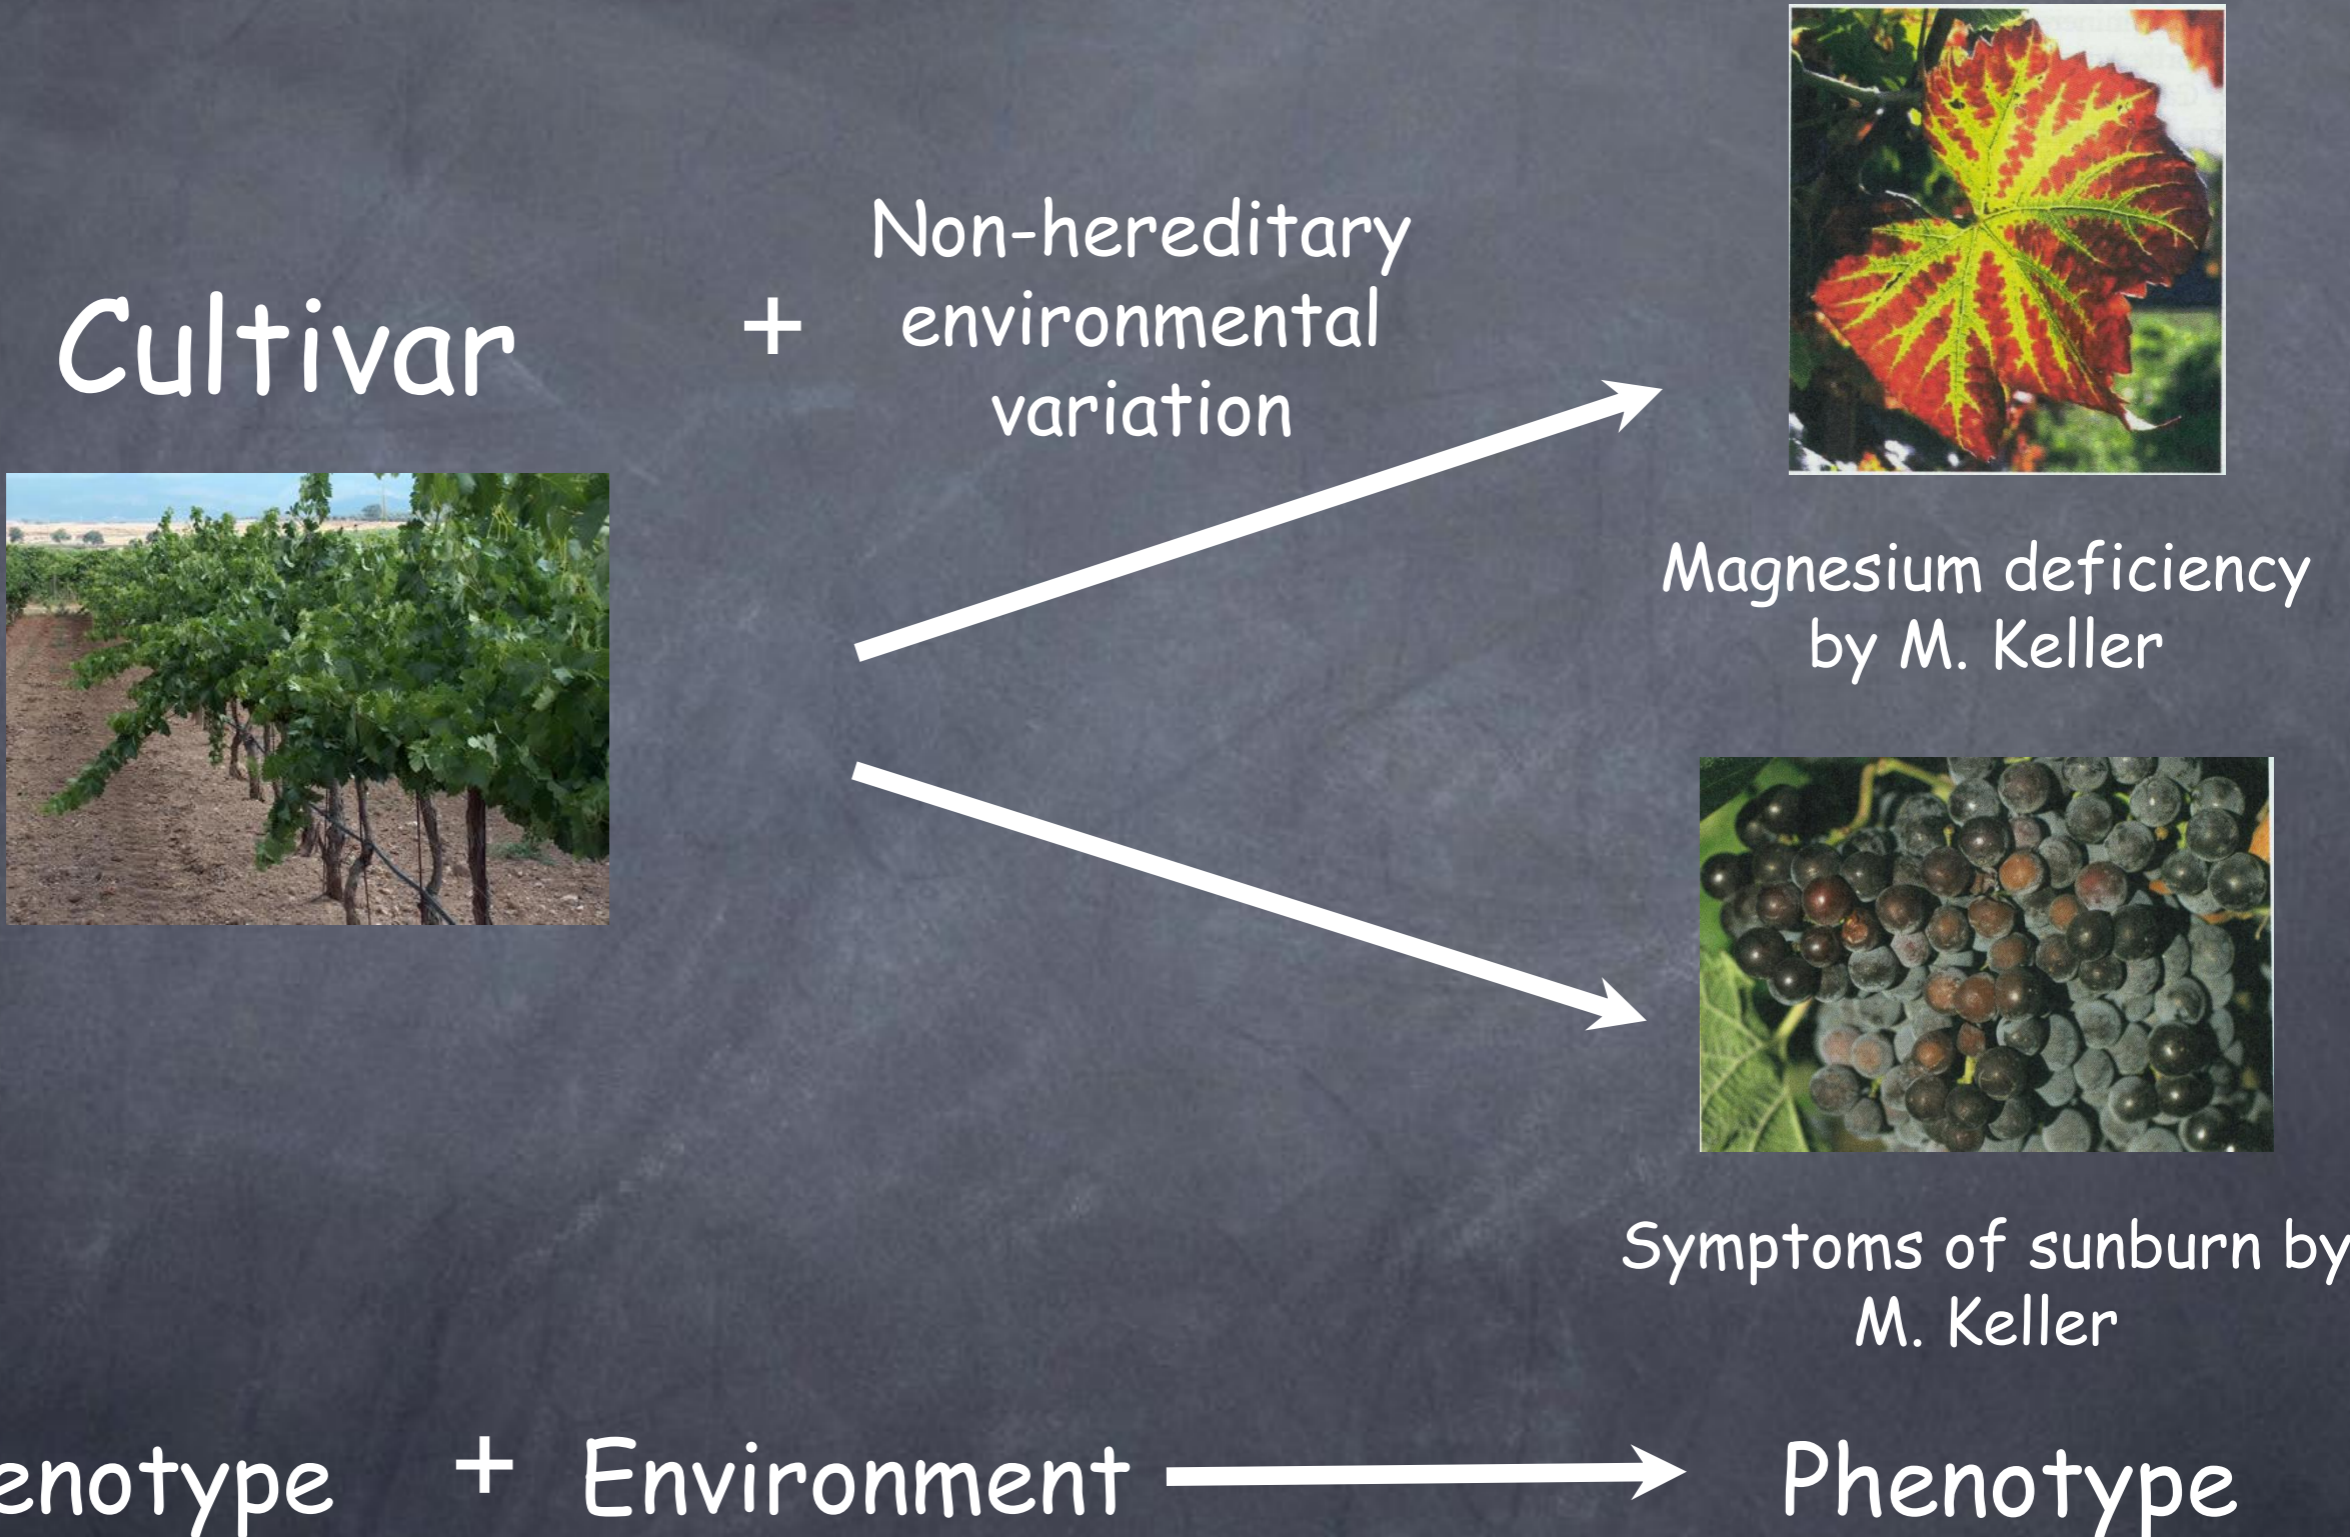 Non-hereditary
environmental
variation
Cultivar
+
Magnesium deficiency
by M. Keller
Symptoms of sunburn by
M. Keller
enotype + Environment Phenotype